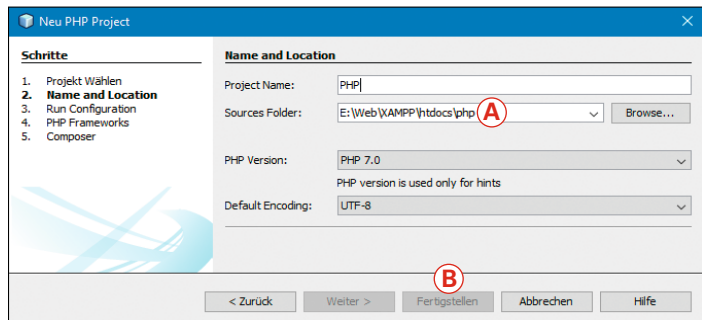 Neu PHP Project
Schritte
1. Projekt Wählen
2. Name and Location
3. Run Configuration
4. PHP Frameworks
5. Composer
Name and Location
Project Name: PHP
Sources Folder: E:\Web\XAMPP\htdocs\php A Browse...
PHP Version: PHP 7.0
PHP version is used only for hints
Default Encoding: UTF-8
B
< Zurück Weiter > Fertigstellen Abbrechen Hilfe